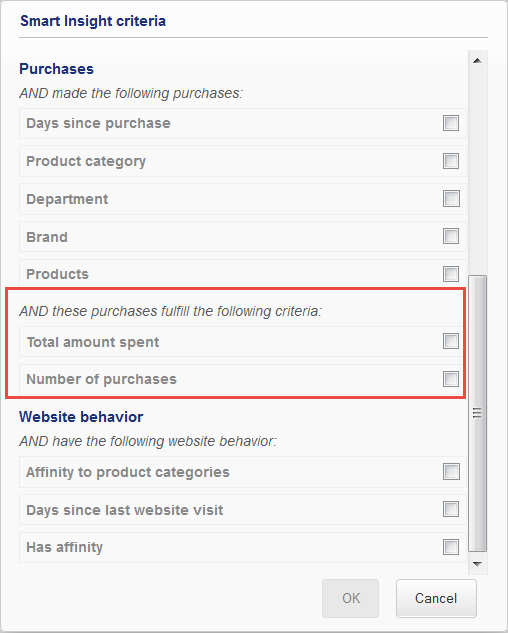 Smart Insight criteria
Purchases
AND made the following purchases:
Days since purchase
Product category
Department
Brand
Products
AND these purchases fulfill the following criteria:
Total amount spent
Number of purchases
Website behavior
AND have the following website behavior:
Affinity to product categories
Days since last website visit
Has affinity
OK
Cancel